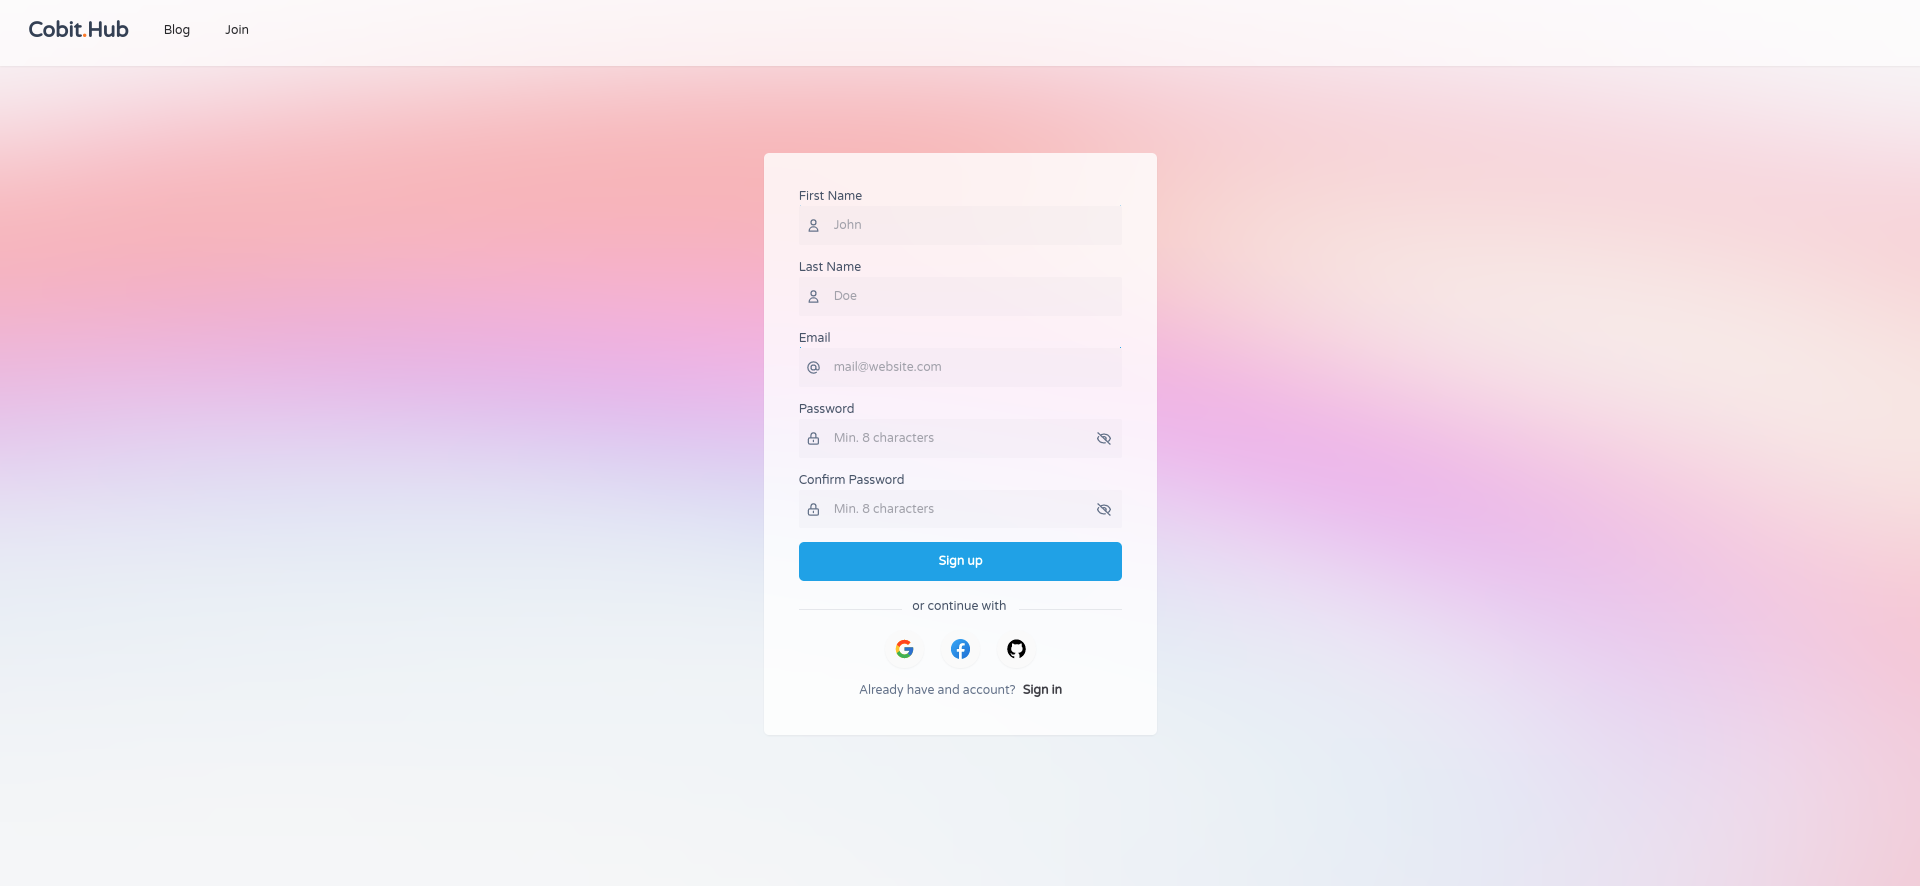 Cobit.Hub
Blog
Join
First Name
John
Last Name
Doe
Email
mail@website.com
Password
Min. 8 characters
Confirm Password
Min. 8 characters
Sign up
or continue with
Already have and account? Sign in